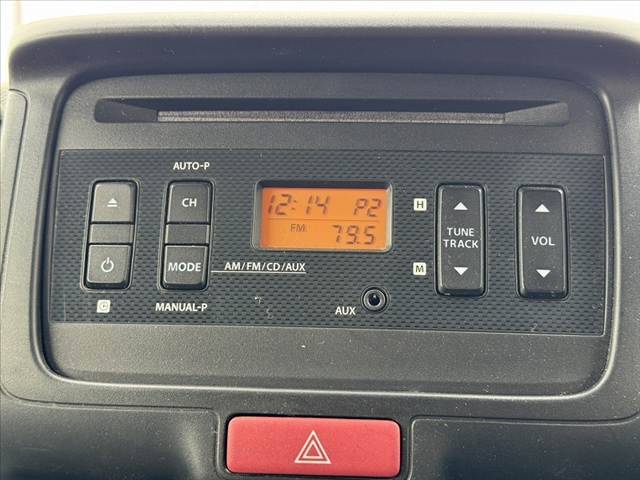 AUTO-P
CH
MODE
MANUAL-P
C
12:14 P2
FM 79.5
AM/FM/CD/AUX
AUX
H
M
TUNE
TRACK
VOL